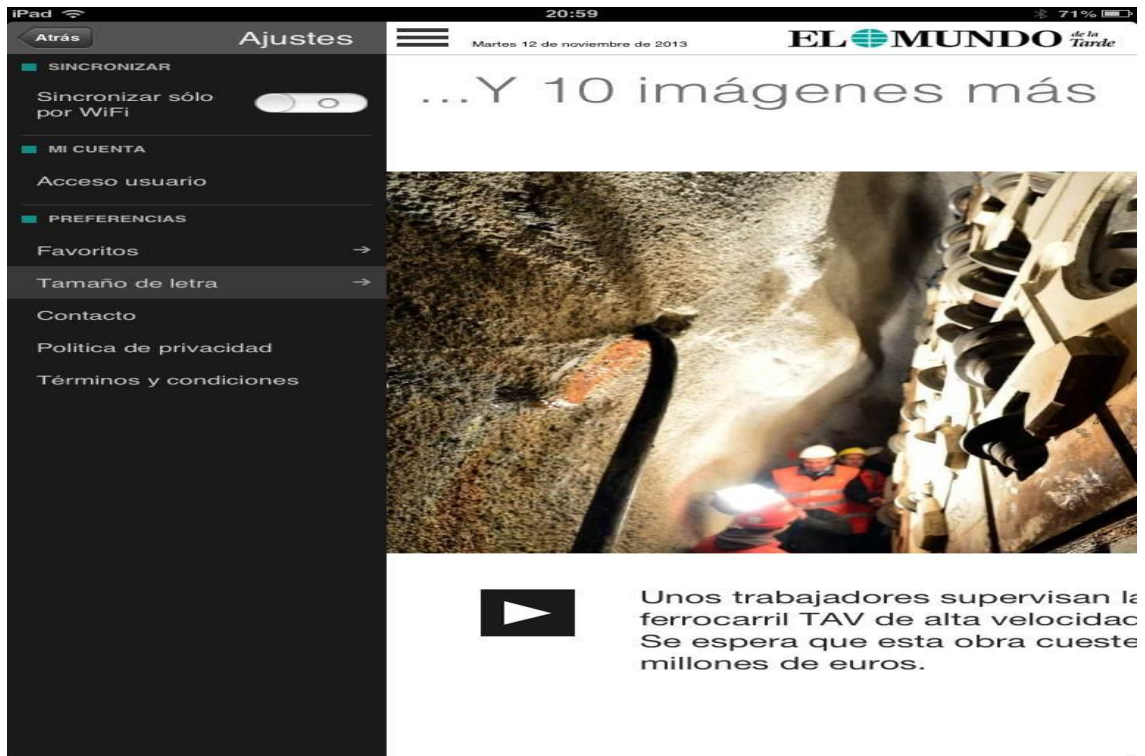 iPad 20:59 71%
Atrás Ajustes
SINCRONIZAR
Sincronizar sólo
por WiFi
MI CUENTA
Acceso usuario
PREFERENCIAS
Favoritos →
Tamaño de letra →
Contacto
Politica de privacidad
Términos y condiciones
Martes 12 de noviembre de 2013
EL MUNDO de la Tarde
...Y 10 imágenes más
Unos trabajadores supervisan la
ferrocarril TAV de alta velocidad
Se espera que esta obra cueste
millones de euros.